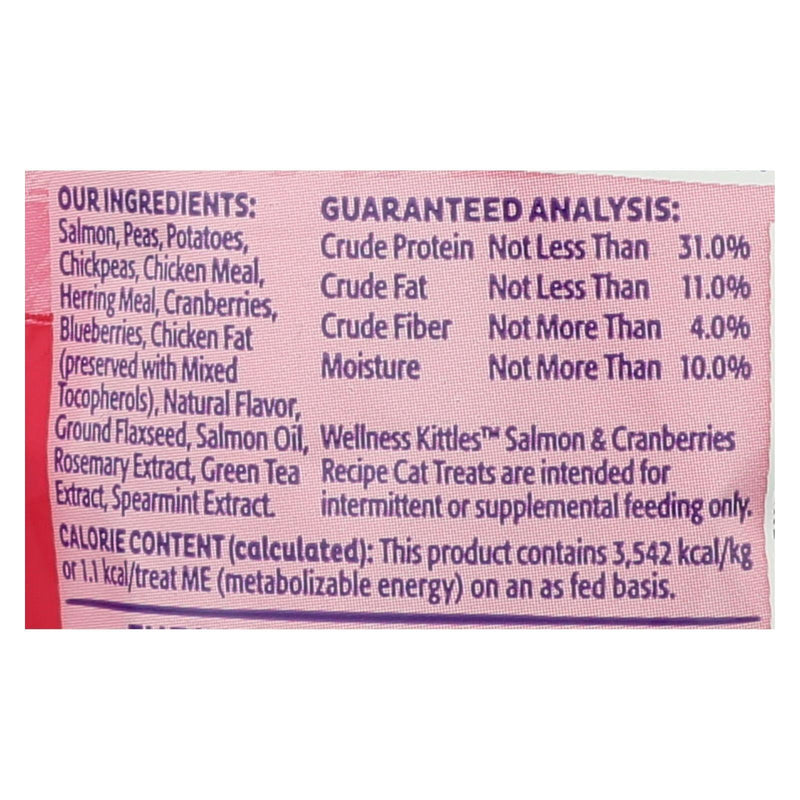 OUR INGREDIENTS:
Salmon, Peas, Potatoes,
Chickpeas, Chicken Meal,
Herring Meal, Cranberries,
Blueberries, Chicken Fat
(preserved with Mixed
Tocopherols), Natural Flavor,
Ground Flaxseed, Salmon Oil,
Rosemary Extract, Green Tea
Extract, Spearmint Extract.
GUARANTEED ANALYSIS:
Crude Protein Not Less Than 31.0%
Crude Fat Not Less Than 11.0%
Crude Fiber Not More Than 4.0%
Moisture Not More Than 10.0%
Wellness Kittles™ Salmon & Cranberries
Recipe Cat Treats are intended for
intermittent or supplemental feeding only.
CALORIE CONTENT (calculated): This product contains 3,542 kcal/kg
or 1.1 kcal/treat ME (metabolizable energy) on an as fed basis.